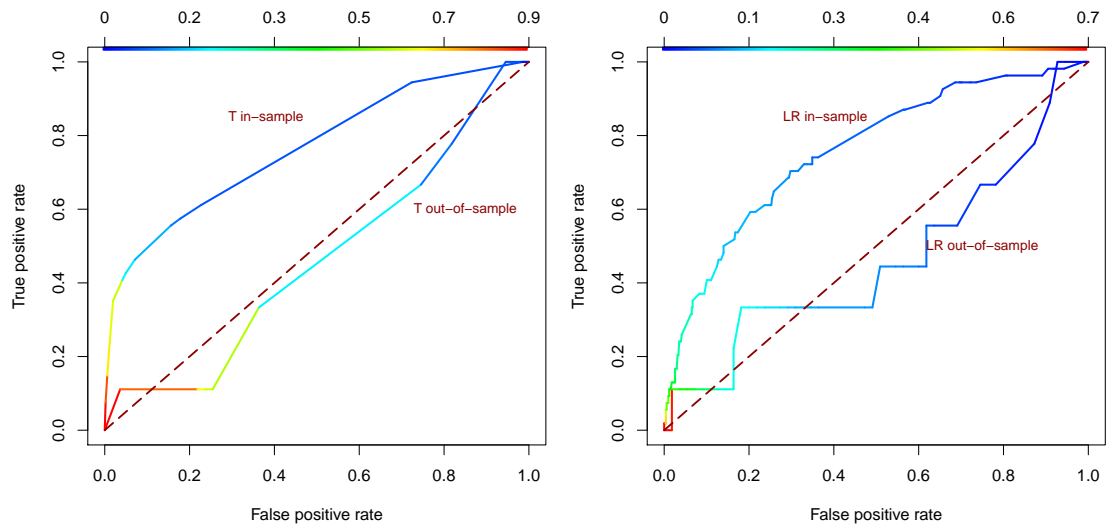 0 0.2 0.3 0.5 0.7 0.9
1.0
0.8
0.6
0.4
0.2
0.0
True positive rate
T in−sample
T out−of−sample
0.0 0.2 0.4 0.6 0.8 1.0
False positive rate
0 0.1 0.3 0.4 0.6 0.7
1.0
0.8
0.6
0.4
0.2
0.0
True positive rate
LR in−sample
LR out−of−sample
0.0 0.2 0.4 0.6 0.8 1.0
False positive rate